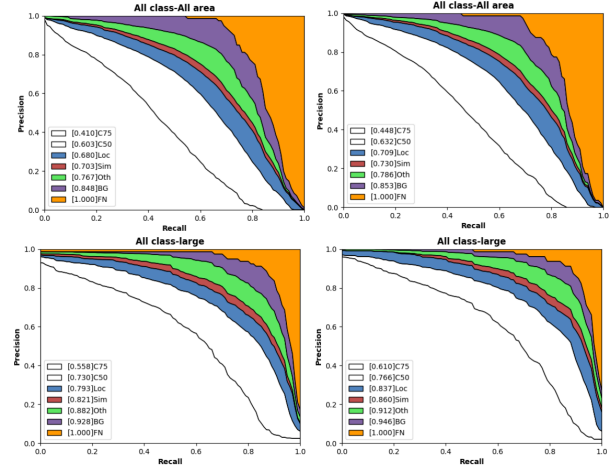 All class-All area
1.0
0.8
0.6
0.4
0.2
0.0
Precision
[0.410]C75
[0.603]C50
[0.680]Loc
[0.703]Sim
[0.767]Oth
[0.848]BG
[1.000]FN
0.0 0.2 0.4 0.6 0.8 1.0
Recall
All class-All area
1.0
0.8
0.6
0.4
0.2
0.0
Precision
[0.448]C75
[0.632]C50
[0.709]Loc
[0.730]Sim
[0.786]Oth
[0.853]BG
[1.000]FN
0.0 0.2 0.4 0.6 0.8 1.0
Recall
All class-large
1.0
0.8
0.6
0.4
0.2
0.0
Precision
[0.558]C75
[0.730]C50
[0.793]Loc
[0.821]Sim
[0.882]Oth
[0.928]BG
[1.000]FN
0.0 0.2 0.4 0.6 0.8 1.0
Recall
All class-large
1.0
0.8
0.6
0.4
0.2
0.0
Precision
[0.610]C75
[0.766]C50
[0.837]Loc
[0.860]Sim
[0.912]Oth
[0.946]BG
[1.000]FN
0.0 0.2 0.4 0.6 0.8 1.0
Recall